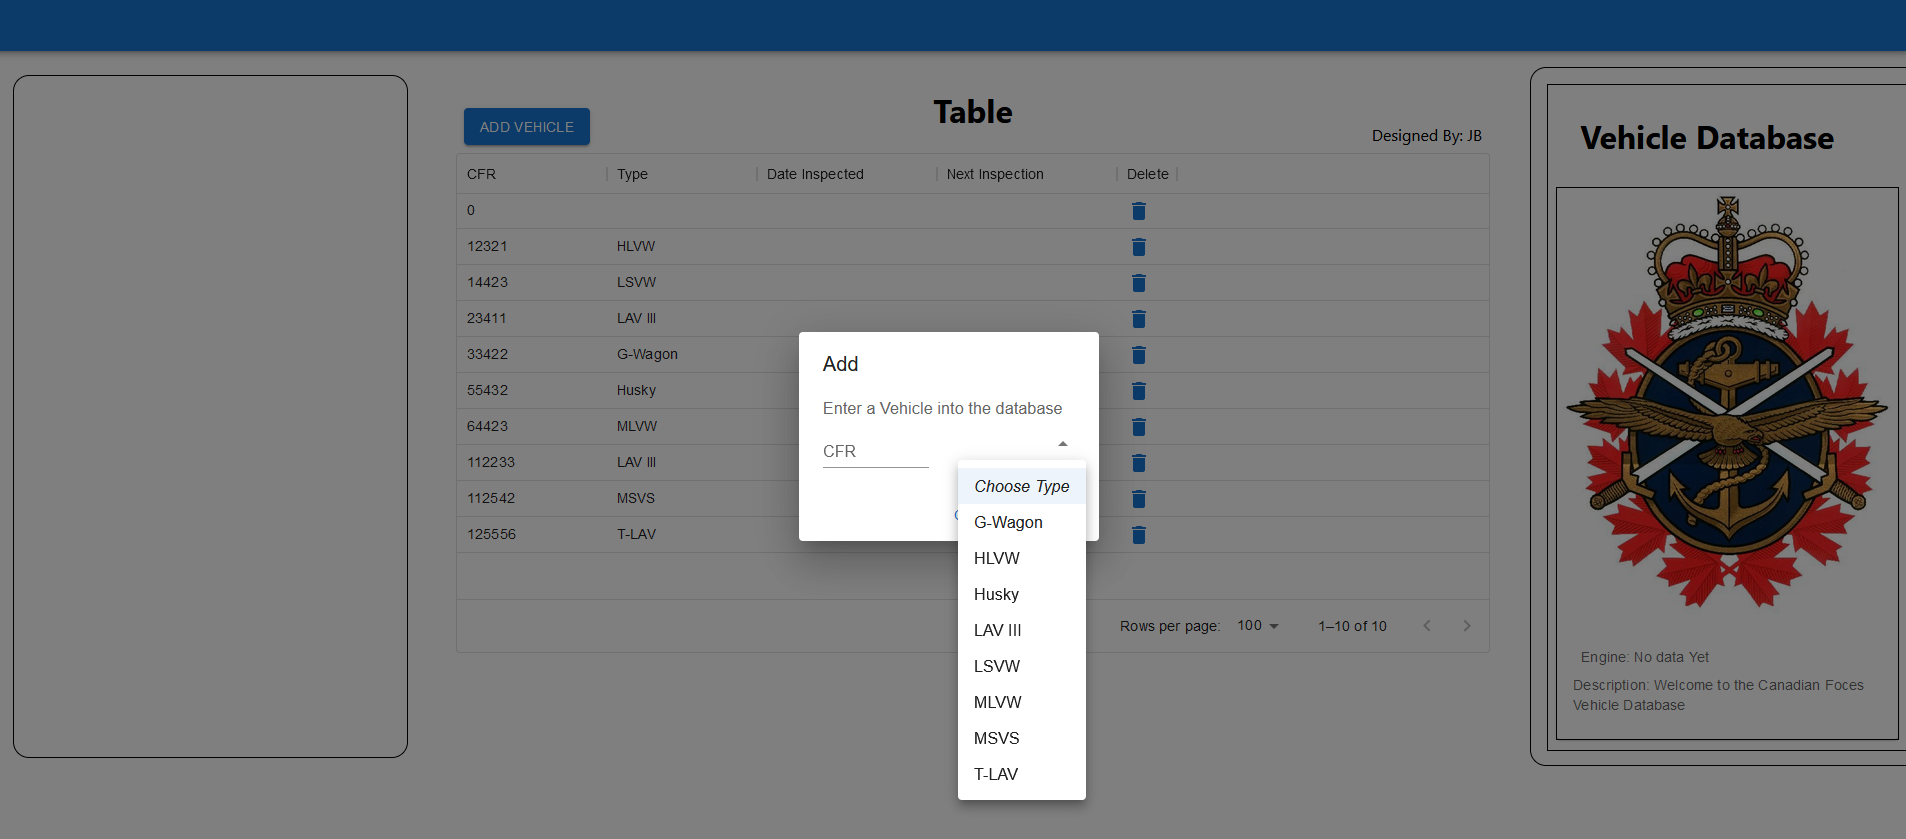 Table
ADD VEHICLE
Designed By: JB
CFR Type Date Inspected Next Inspection Delete
0
12321 HLVW
14423 LSVW
23411 LAV III
33422 G-Wagon
55432 Husky
64423 MLVW
112233 LAV III
112542 MSVS
125556 T-LAV
Rows per page: 100 1–10 of 10
Add
Enter a Vehicle into the database
CFR
Choose Type
G-Wagon
HLVW
Husky
LAV III
LSVW
MLVW
MSVS
T-LAV
Vehicle Database
Engine: No data Yet
Description: Welcome to the Canadian Foces
Vehicle Database